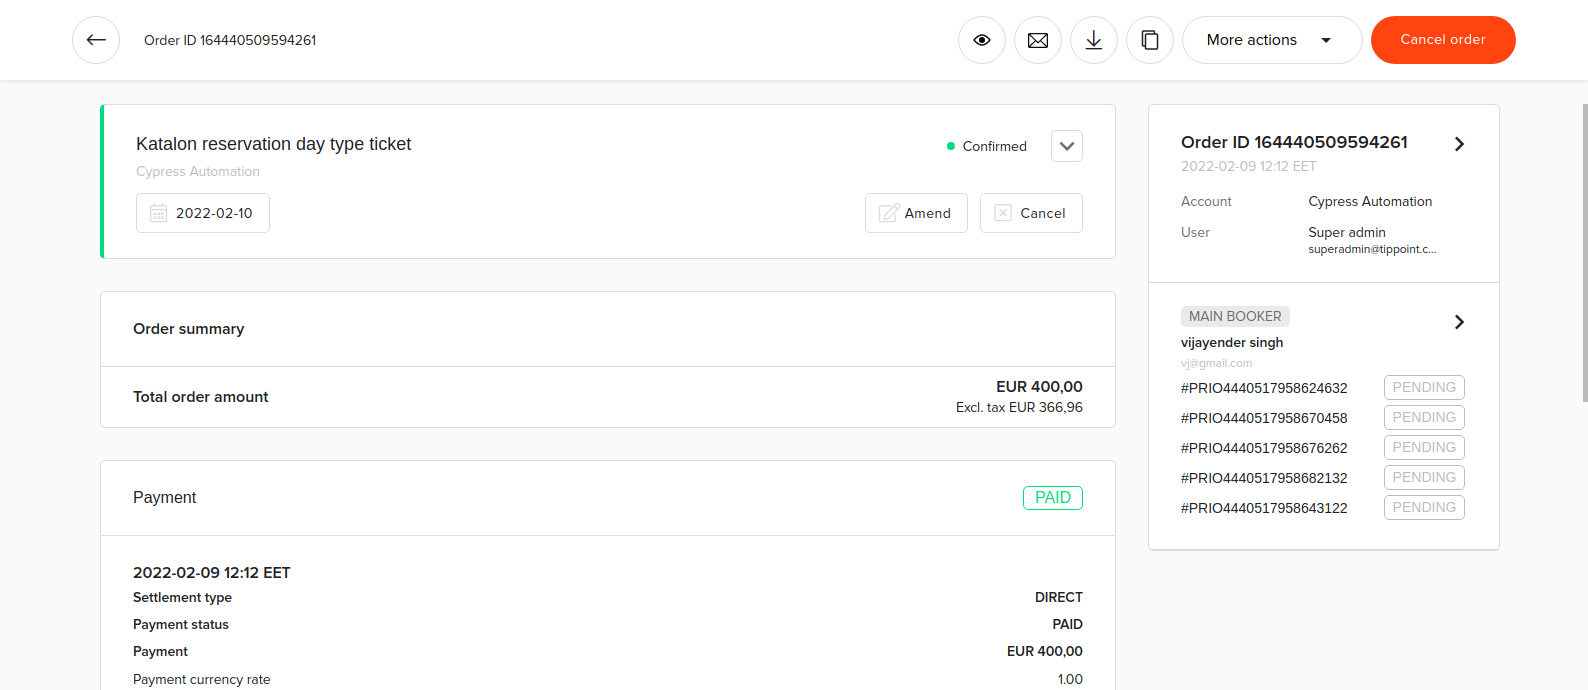 Order ID 164440509594261
More actions
Cancel order
Katalon reservation day type ticket
Confirmed
Cypress Automation
2022-02-10
Amend
Cancel
Order summary
Total order amount
EUR 400,00
Excl. tax EUR 366,96
Payment
PAID
2022-02-09 12:12 EET
Settlement type DIRECT
Payment status PAID
Payment EUR 400,00
Payment currency rate 1.00
Order ID 164440509594261
2022-02-09 12:12 EET
Account Cypress Automation
User Super admin
superadmin@tippoint.c...
MAIN BOOKER
vijayender singh
vj@gmail.com
#PRIO4440517958624632 PENDING
#PRIO4440517958670458 PENDING
#PRIO4440517958676262 PENDING
#PRIO4440517958682132 PENDING
#PRIO4440517958643122 PENDING